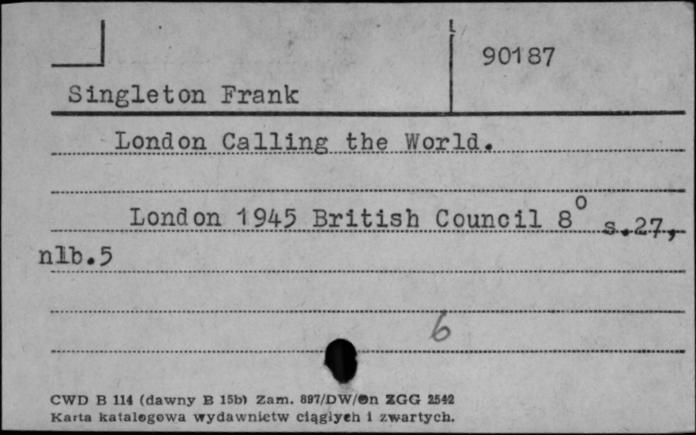 90187
Singleton Frank
London Calling the World.
London 1945 British Council 8° s.27,
nlb.5
6
CWD B 114 (dawny B 15b) Zam. 897/DW/On ZGG 2542
Karta katalogowa wydawnictw ciągłych i zwartych.